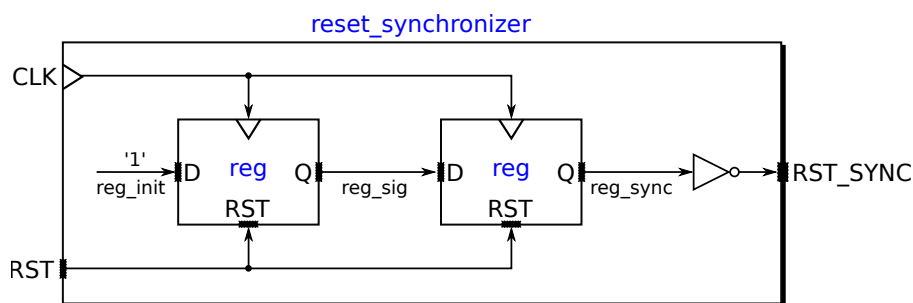 reset_synchronizer
CLK
'1'
reg_init
D
reg
Q
RST
reg_sig
D
reg
Q
RST
reg_sync
RST_SYNC
RST